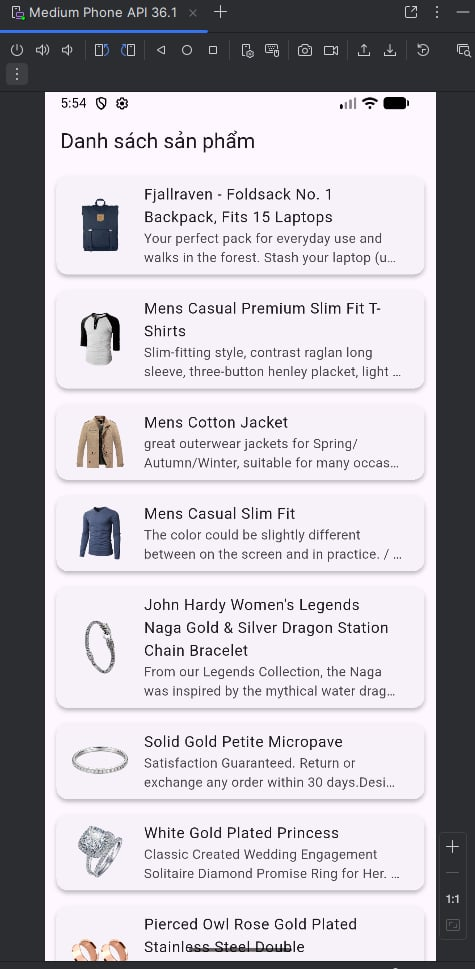 Medium Phone API 36.1
5:54
Danh sách sản phẩm
Fjallraven - Foldsack No. 1
Backpack, Fits 15 Laptops
Your perfect pack for everyday use and
walks in the forest. Stash your laptop (u...
Mens Casual Premium Slim Fit T-
Shirts
Slim-fitting style, contrast raglan long
sleeve, three-button henley placket, light ...
Mens Cotton Jacket
great outerwear jackets for Spring/
Autumn/Winter, suitable for many occas...
Mens Casual Slim Fit
The color could be slightly different
between on the screen and in practice. / ...
John Hardy Women's Legends
Naga Gold & Silver Dragon Station
Chain Bracelet
From our Legends Collection, the Naga
was inspired by the mythical water drag...
Solid Gold Petite Micropave
Satisfaction Guaranteed. Return or
exchange any order within 30 days.Desi...
White Gold Plated Princess
Classic Created Wedding Engagement
Solitaire Diamond Promise Ring for Her. ...
1:1
Pierced Owl Rose Gold Plated
Stainless Steel Double